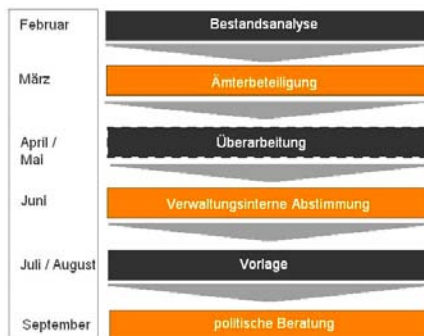 Februar
Bestandsanalyse
März
Ämterbeteiligung
April /
Mai
Überarbeitung
Juni
Verwaltungsinterne Abstimmung
Juli / August
Vorlage
September
politische Beratung